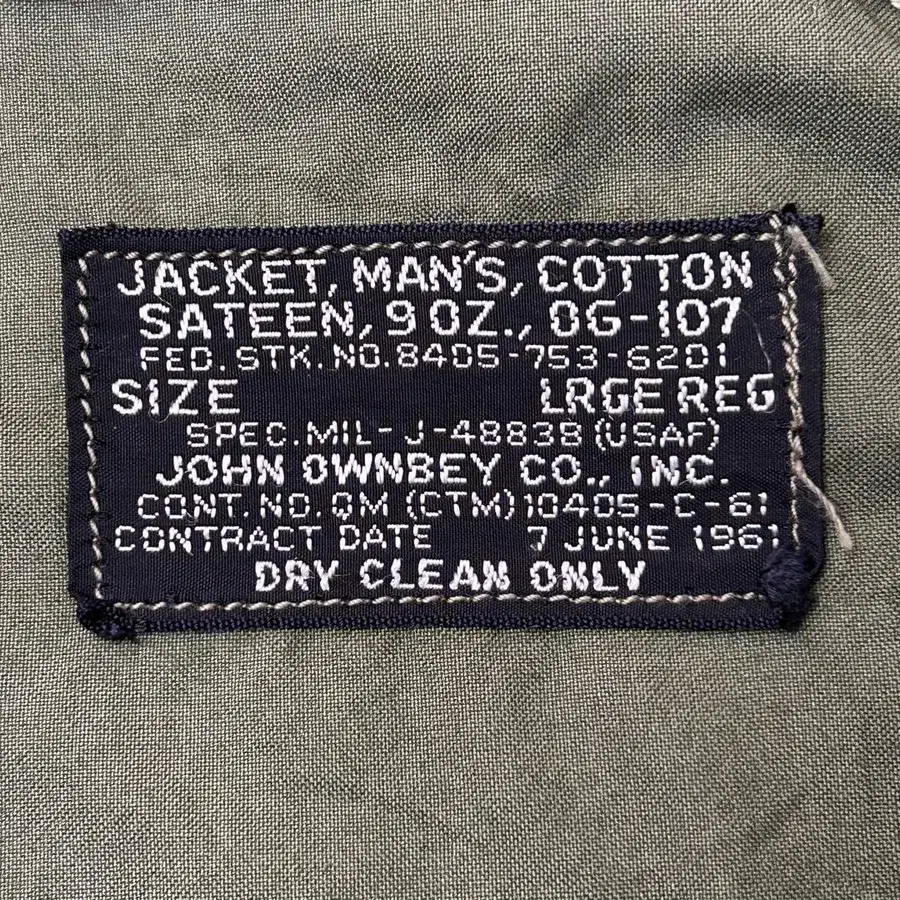 JACKET, MAN'S, COTTON
SATEEN, 9 OZ., OG-107
FED. STK. NO. 8405-753-6201
SIZE LRGE REG
SPEC. MIL-J-4883B (USAF)
JOHN OWNBEY CO., INC.
CONT. NO. QM (CTM) 10405-C-61
CONTRACT DATE 7 JUNE 1961
DRY CLEAN ONLY